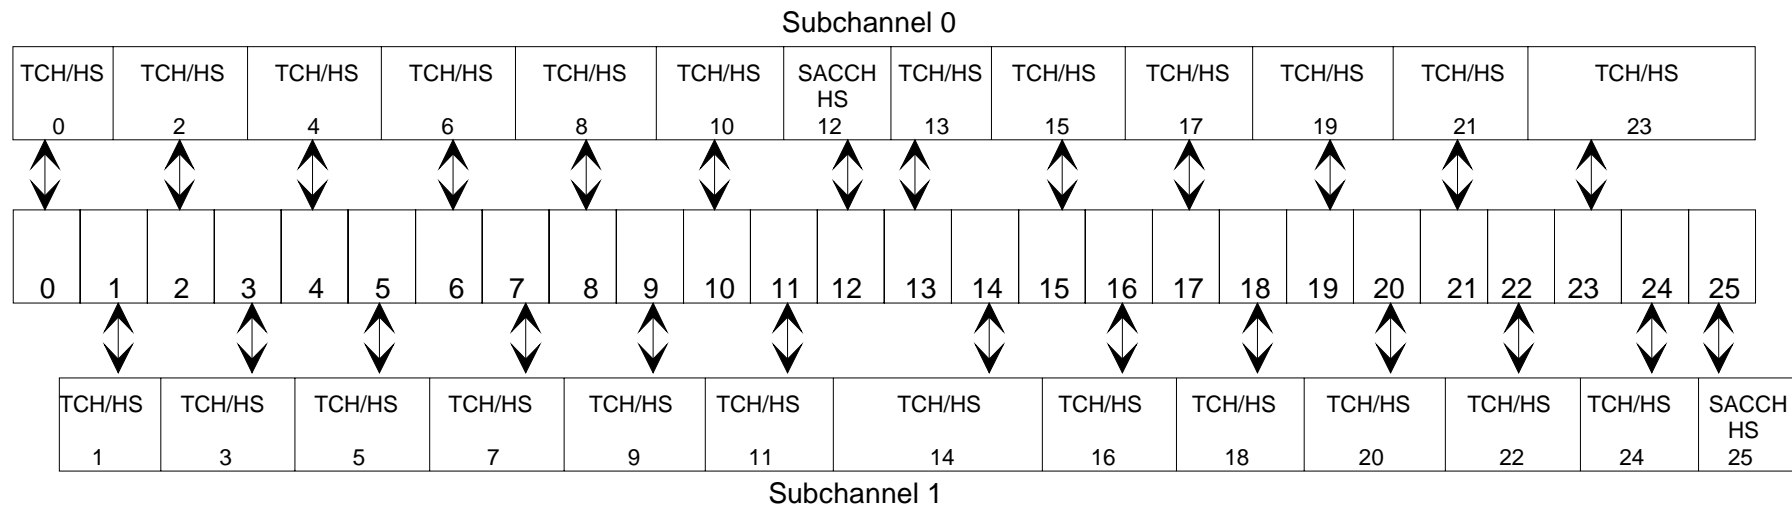 Subchannel 0
TCH/HS TCH/HS TCH/HS TCH/HS TCH/HS TCH/HS SACCH TCH/HS TCH/HS TCH/HS TCH/HS TCH/HS TCH/HS
HS
0 2 4 6 8 10 12 13 15 17 19 21 23
0 1 2 3 4 5 6 7 8 9 10 11 12 13 14 15 16 17 18 19 20 21 22 23 24 25
TCH/HS TCH/HS TCH/HS TCH/HS TCH/HS TCH/HS TCH/HS TCH/HS TCH/HS TCH/HS TCH/HS TCH/HS SACCH
HS
1 3 5 7 9 11 14 16 18 20 22 24 25
Subchannel 1